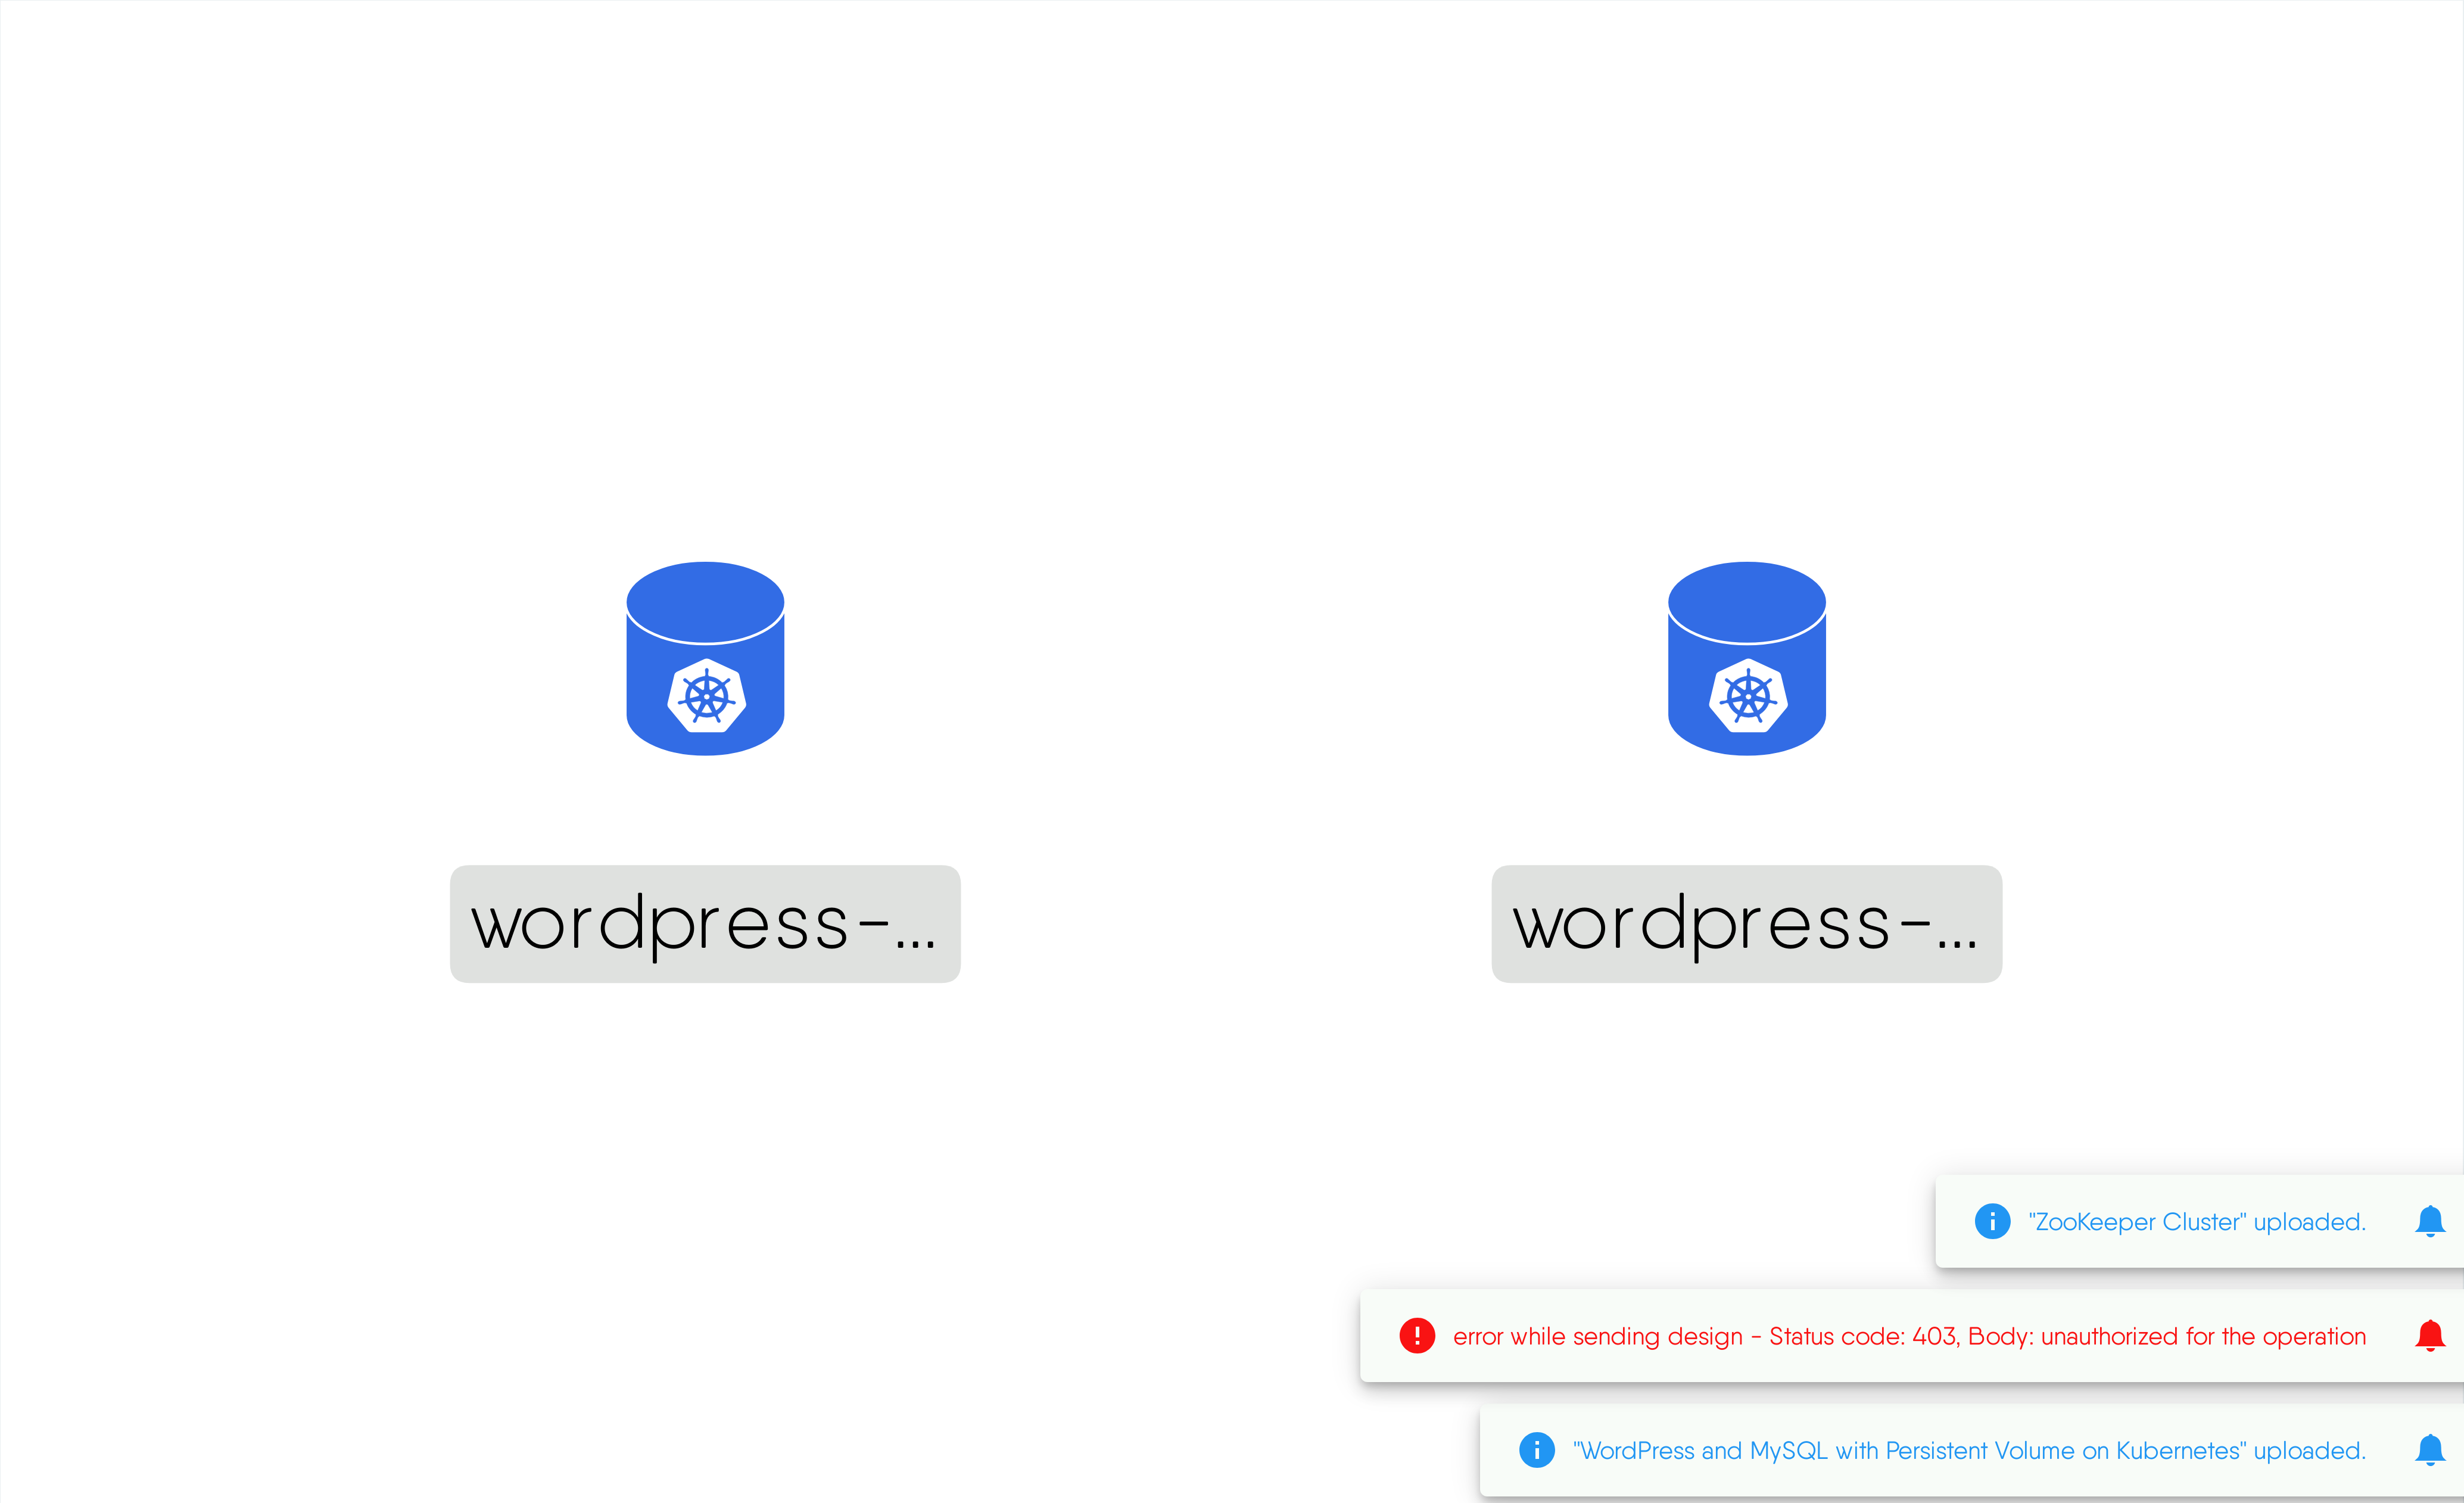 wordpress-...
wordpress-...
"ZooKeeper Cluster" uploaded.
error while sending design - Status code: 403, Body: unauthorized for the operation
"WordPress and MySQL with Persistent Volume on Kubernetes" uploaded.